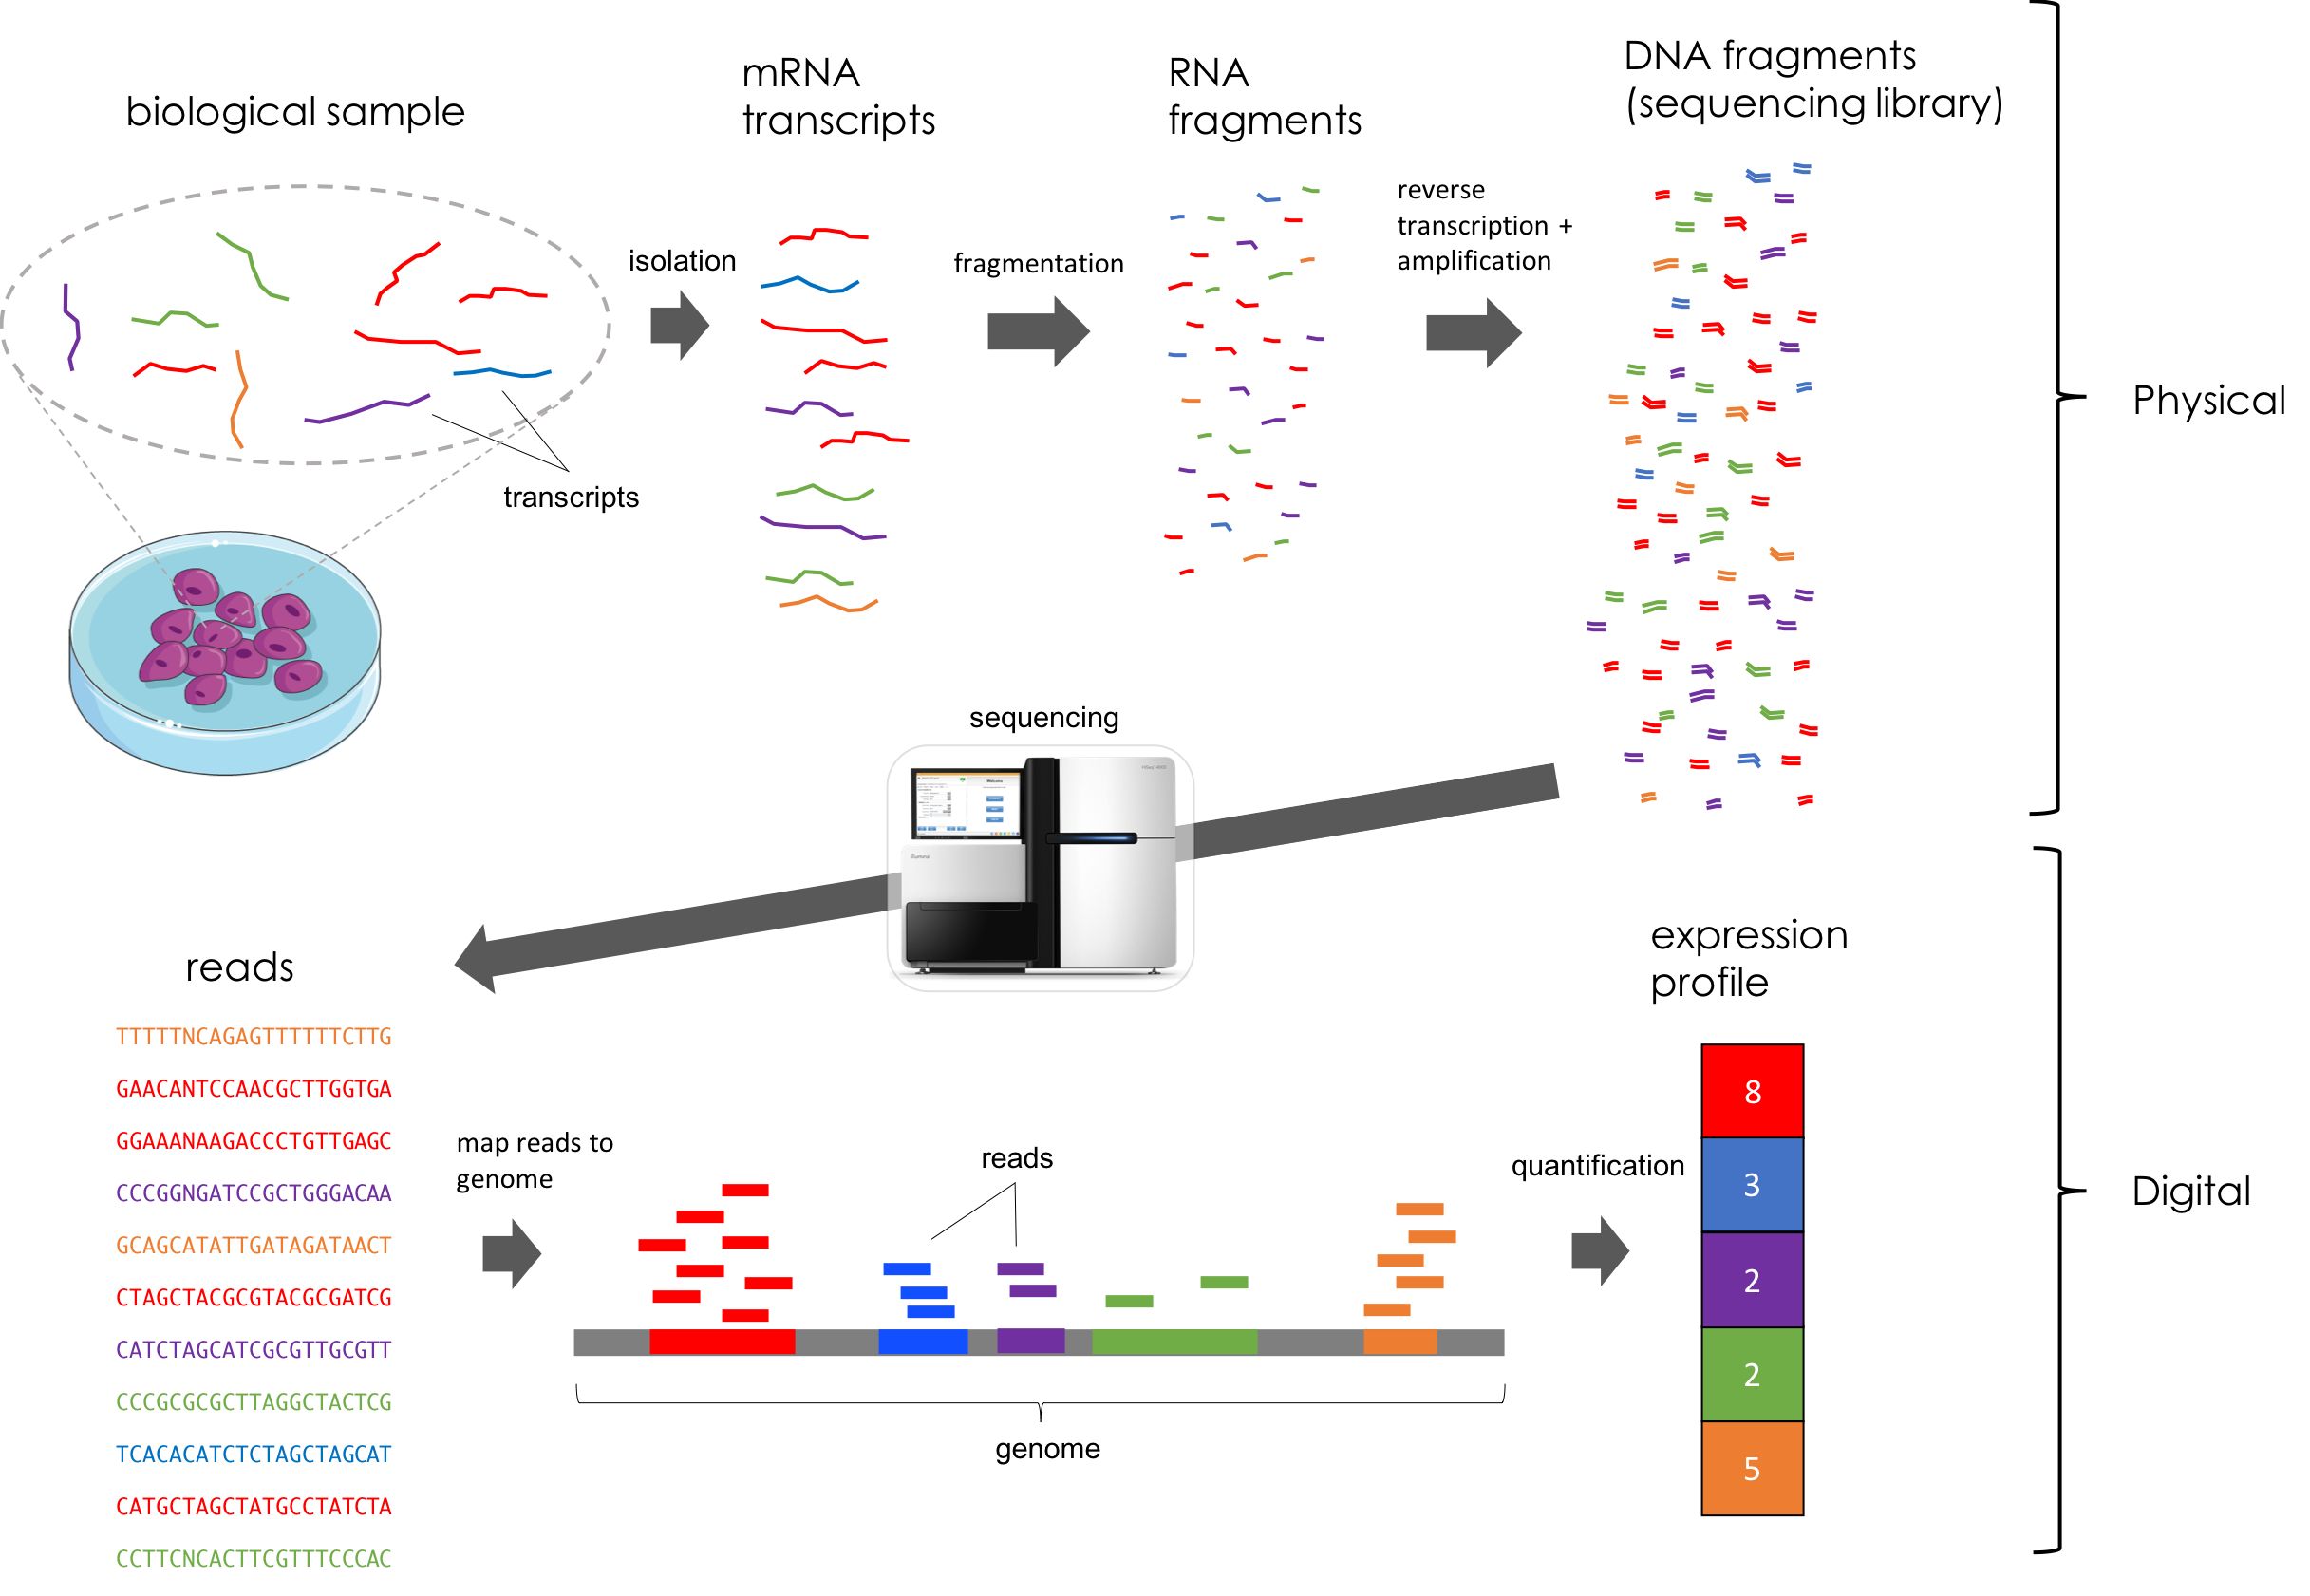 biological sample
mRNA
transcripts
RNA
fragments
DNA fragments
(sequencing library)
isolation
fragmentation
reverse
transcription +
amplification
transcripts
Physical
sequencing
Welcome
illumina
reads
TTTTTNCAGAGTTTTTTCTTG
GAACANTCCAACGCTTGGTGA
GGAAANAAGACCCTGTTGAGC
CCCGGNGATCCGCTGGGACAA
GCAGCATATTGATAGATAACT
CTAGCTACGCGTACGCGATCG
CATCTAGCATCGCGTTGCGTT
CCCGCGCGCTTAGGCTACTCG
TCACACATCTCTAGCTAGCAT
CATGCTAGCTATGCCTATCTA
CCTTCNCACTTCGTTTCCCAC
map reads to
genome
reads
genome
quantification
expression
profile
8
3
2
2
5
Digital